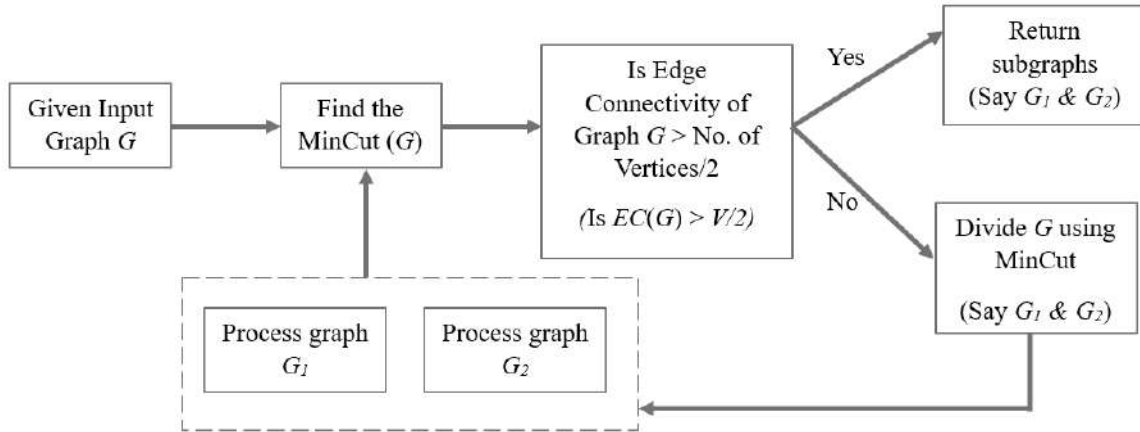 Given Input
Graph G
Find the
MinCut (G)
Is Edge
Connectivity of
Graph G > No. of
Vertices/2
(Is EC(G) > V/2)
Yes
No
Return
subgraphs
(Say G₁ & G₂)
Divide G using
MinCut
(Say G₁ & G₂)
Process graph
G₁
Process graph
G₂